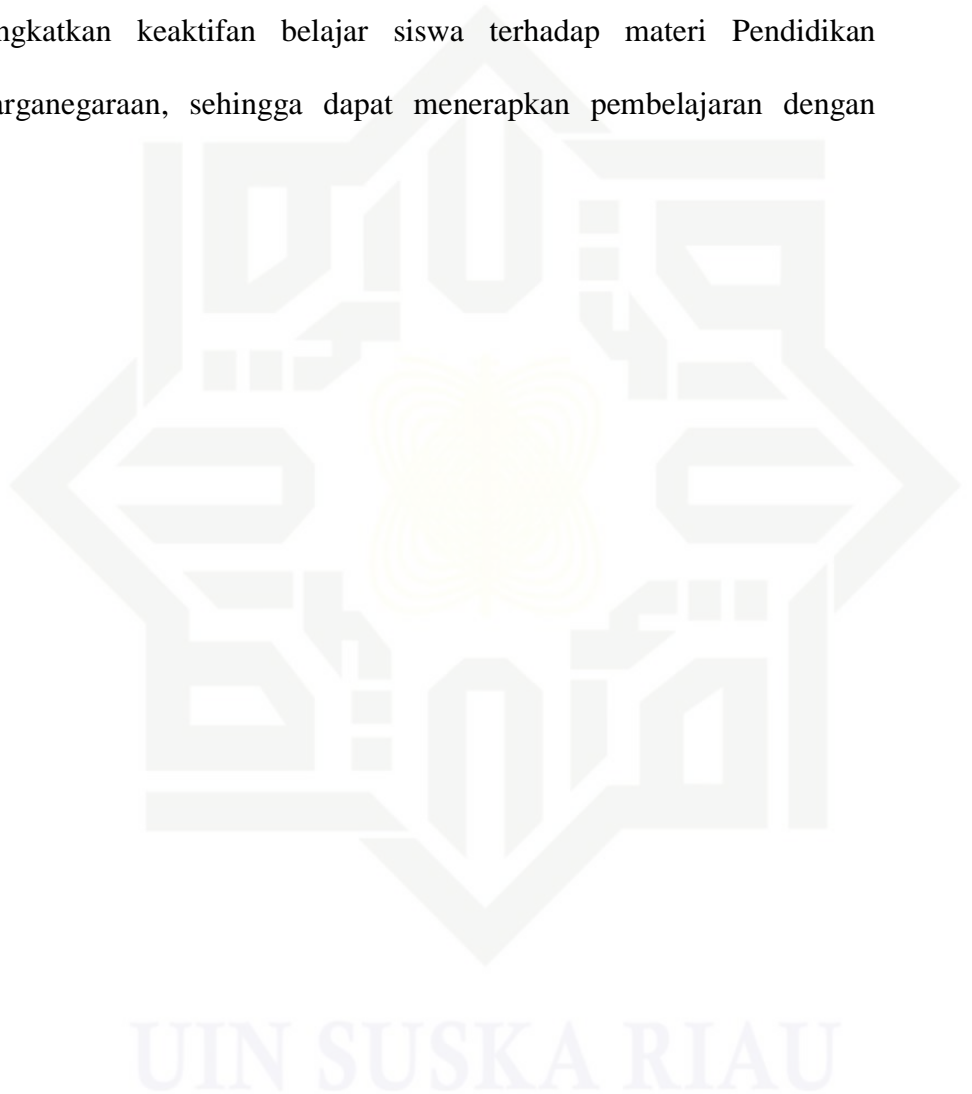 ngkatkan keaktifan belajar siswa terhadap materi Pendidikan
arganegaraan, sehingga dapat menerapkan pembelajaran dengan
UIN SUSKA RIAU